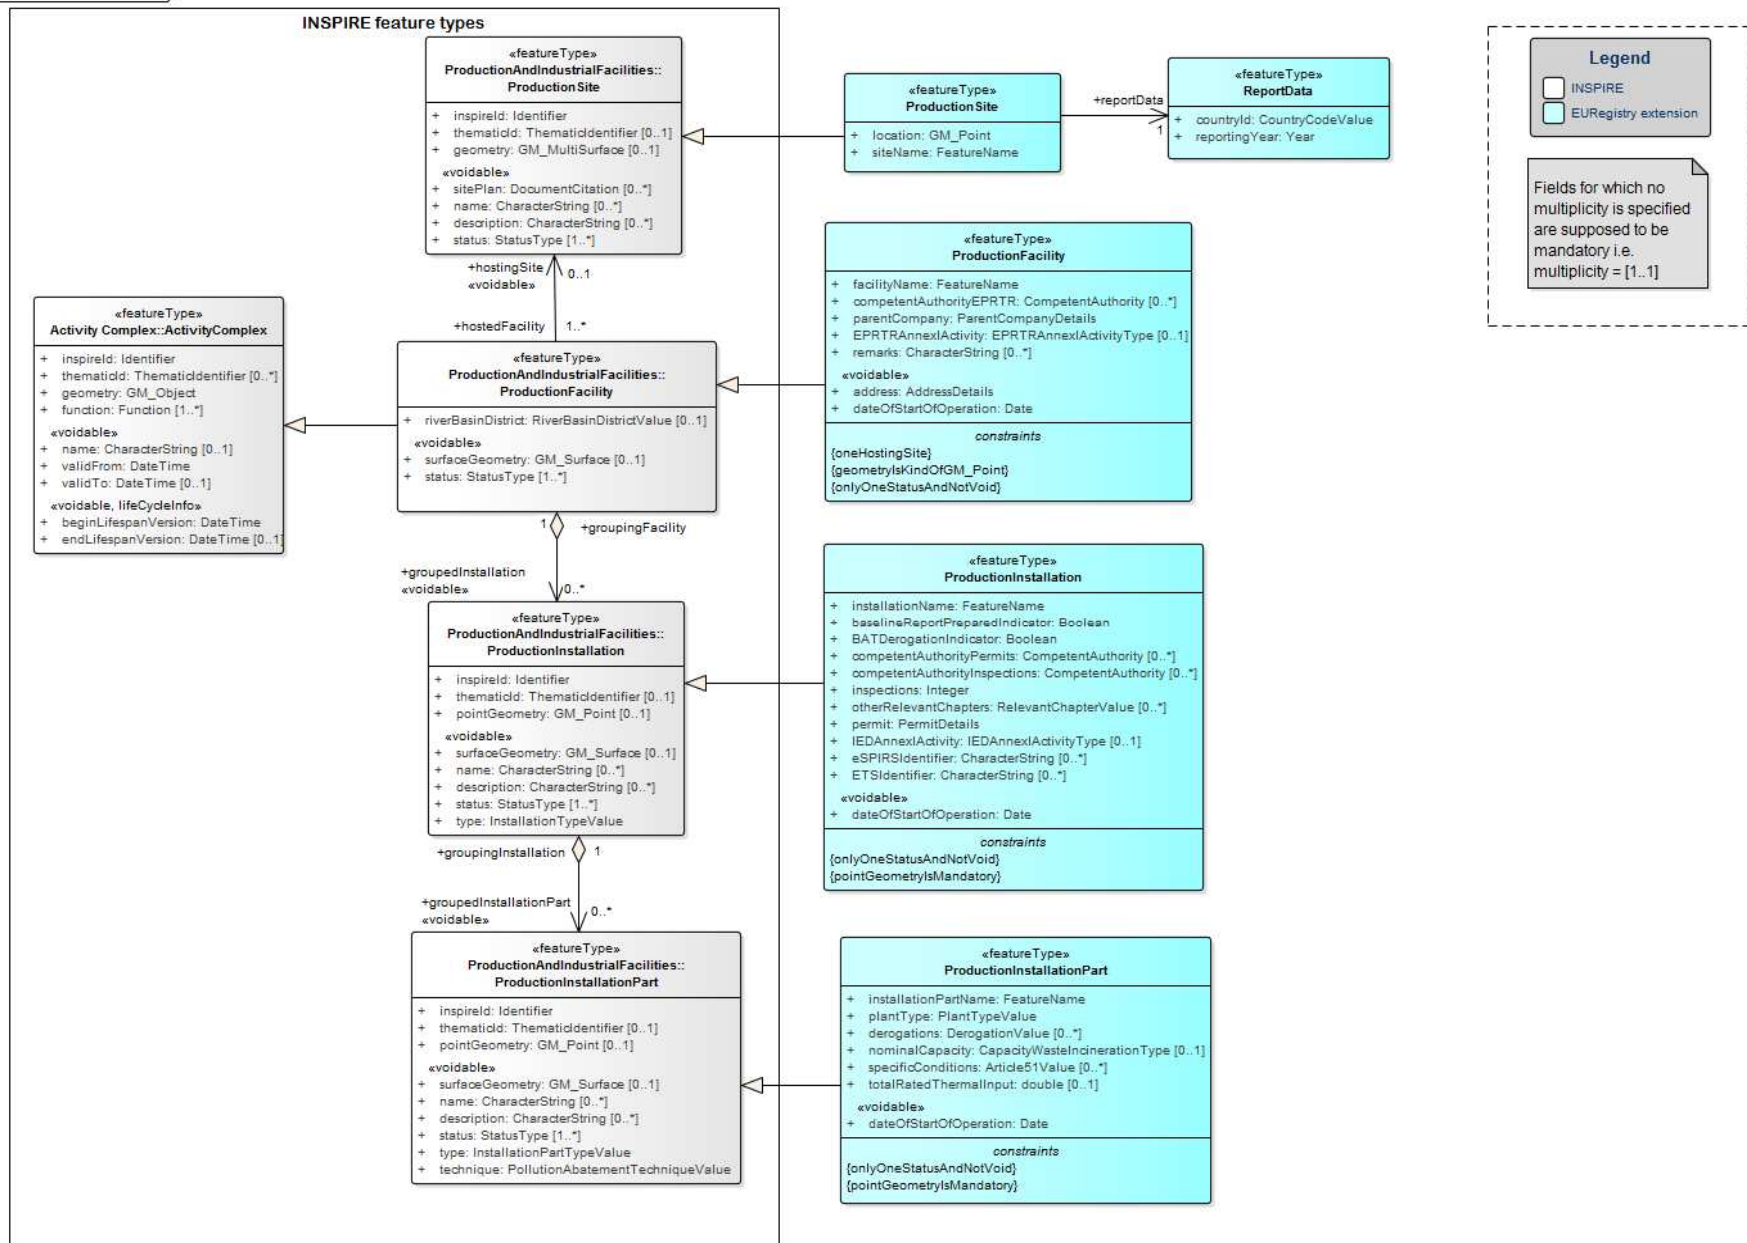 INSPIRE feature types
«featureType»
ProductionAndIndustrialFacilities::
ProductionSite
+ inspireId: Identifier
+ thematicId: ThematicIdentifier [0..1]
+ geometry: GM_MultiSurface [0..1]
«voidable»
+ sitePlan: DocumentCitation [0..*]
+ name: CharacterString [0..*]
+ description: CharacterString [0..*]
+ status: StatusType [1..*]
«featureType»
ProductionSite
+ location: GM_Point
+ siteName: FeatureName
+reportData
1
«featureType»
ReportData
+ countryId: CountryCodeValue
+ reportingYear: Year
Legend
INSPIRE
EURegistry extension
Fields for which no
multiplicity is specified
are supposed to be
mandatory i.e.
multiplicity = [1..1]
+hostingSite
0..1
«voidable»
+hostedFacility
1..*
«featureType»
Activity Complex::ActivityComplex
+ inspireId: Identifier
+ thematicId: ThematicIdentifier [0..*]
+ geometry: GM_Object
+ function: Function [1..*]
«voidable»
+ name: CharacterString [0..1]
+ validFrom: DateTime
+ validTo: DateTime [0..1]
«voidable, lifeCycleInfo»
+ beginLifespanVersion: DateTime
+ endLifespanVersion: DateTime [0..1]
«featureType»
ProductionAndIndustrialFacilities::
ProductionFacility
+ riverBasinDistrict: RiverBasinDistrictValue [0..1]
«voidable»
+ surfaceGeometry: GM_Surface [0..1]
+ status: StatusType [1..*]
«featureType»
ProductionFacility
+ facilityName: FeatureName
+ competentAuthorityEPRTR: CompetentAuthority [0..*]
+ parentCompany: ParentCompanyDetails
+ EPRTRAnnexIActivity: EPRTRAnnexIActivityType [0..1]
+ remarks: CharacterString [0..*]
«voidable»
+ address: AddressDetails
+ dateOfStartOfOperation: Date
constraints
{oneHostingSite}
{geometryIsKindOfGM_Point}
{onlyOneStatusAndNotVoid}
1
+groupingFacility
+groupedInstallation
«voidable»
0..*
«featureType»
ProductionAndIndustrialFacilities::
ProductionInstallation
+ inspireId: Identifier
+ thematicId: ThematicIdentifier [0..1]
+ pointGeometry: GM_Point [0..1]
«voidable»
+ surfaceGeometry: GM_Surface [0..1]
+ name: CharacterString [0..*]
+ description: CharacterString [0..*]
+ status: StatusType [1..*]
+ type: InstallationTypeValue
«featureType»
ProductionInstallation
+ installationName: FeatureName
+ baselineReportPreparedIndicator: Boolean
+ BATDerogationIndicator: Boolean
+ competentAuthorityPermits: CompetentAuthority [0..*]
+ competentAuthorityInspections: CompetentAuthority [0..*]
+ inspections: Integer
+ otherRelevantChapters: RelevantChapterValue [0..*]
+ permit: PermitDetails
+ IEDAnnexIActivity: IEDAnnexIActivityType [0..1]
+ eSPIRSIdentifier: CharacterString [0..*]
+ ETSIdentifier: CharacterString [0..*]
«voidable»
+ dateOfStartOfOperation: Date
constraints
{onlyOneStatusAndNotVoid}
{pointGeometryIsMandatory}
+groupingInstallation
1
+groupedInstallationPart
«voidable»
0..*
«featureType»
ProductionAndIndustrialFacilities::
ProductionInstallationPart
+ inspireId: Identifier
+ thematicId: ThematicIdentifier [0..1]
+ pointGeometry: GM_Point [0..1]
«voidable»
+ surfaceGeometry: GM_Surface [0..1]
+ name: CharacterString [0..*]
+ description: CharacterString [0..*]
+ status: StatusType [1..*]
+ type: InstallationPartTypeValue
+ technique: PollutionAbatementTechniqueValue
«featureType»
ProductionInstallationPart
+ installationPartName: FeatureName
+ plantType: PlantTypeValue
+ derogations: DerogationValue [0..*]
+ nominalCapacity: CapacityWasteIncinerationType [0..1]
+ specificConditions: Article51Value [0..*]
+ totalRatedThermalInput: double [0..1]
«voidable»
+ dateOfStartOfOperation: Date
constraints
{onlyOneStatusAndNotVoid}
{pointGeometryIsMandatory}